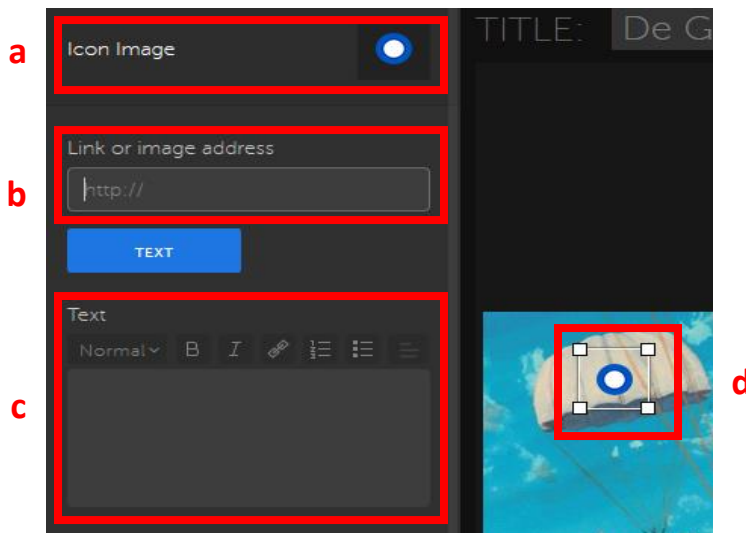 a
Icon Image
TITLE: De G
Link or image address
http://
b
TEXT
Text
Normal B I
c
d